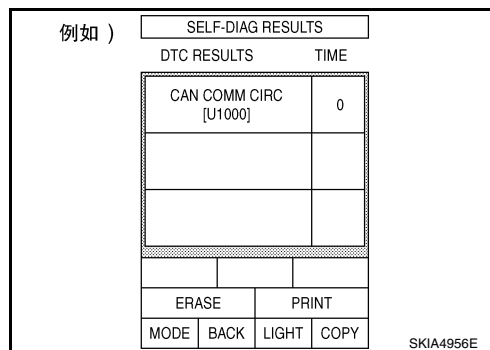 例如 )
SELF-DIAG RESULTS
DTC RESULTS TIME
CAN COMM CIRC 0
[U1000]
ERASE PRINT
MODE BACK LIGHT COPY
SKIA4956E